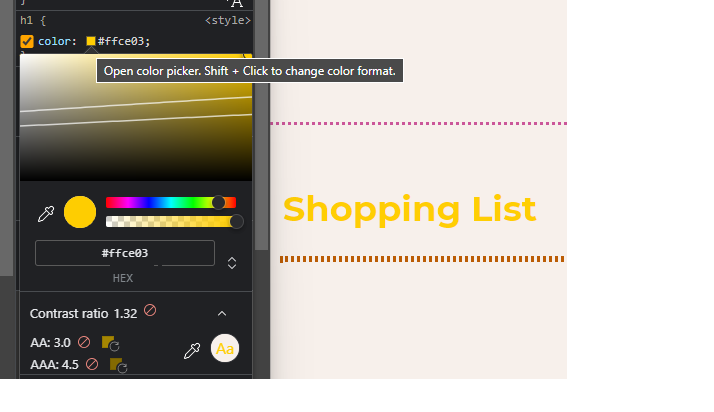 }
h1 {
<style>
color: #ffce03;
Open color picker. Shift + Click to change color format.
Shopping List
#ffce03
HEX
Contrast ratio 1.32
AA: 3.0
Aa
AAA: 4.5